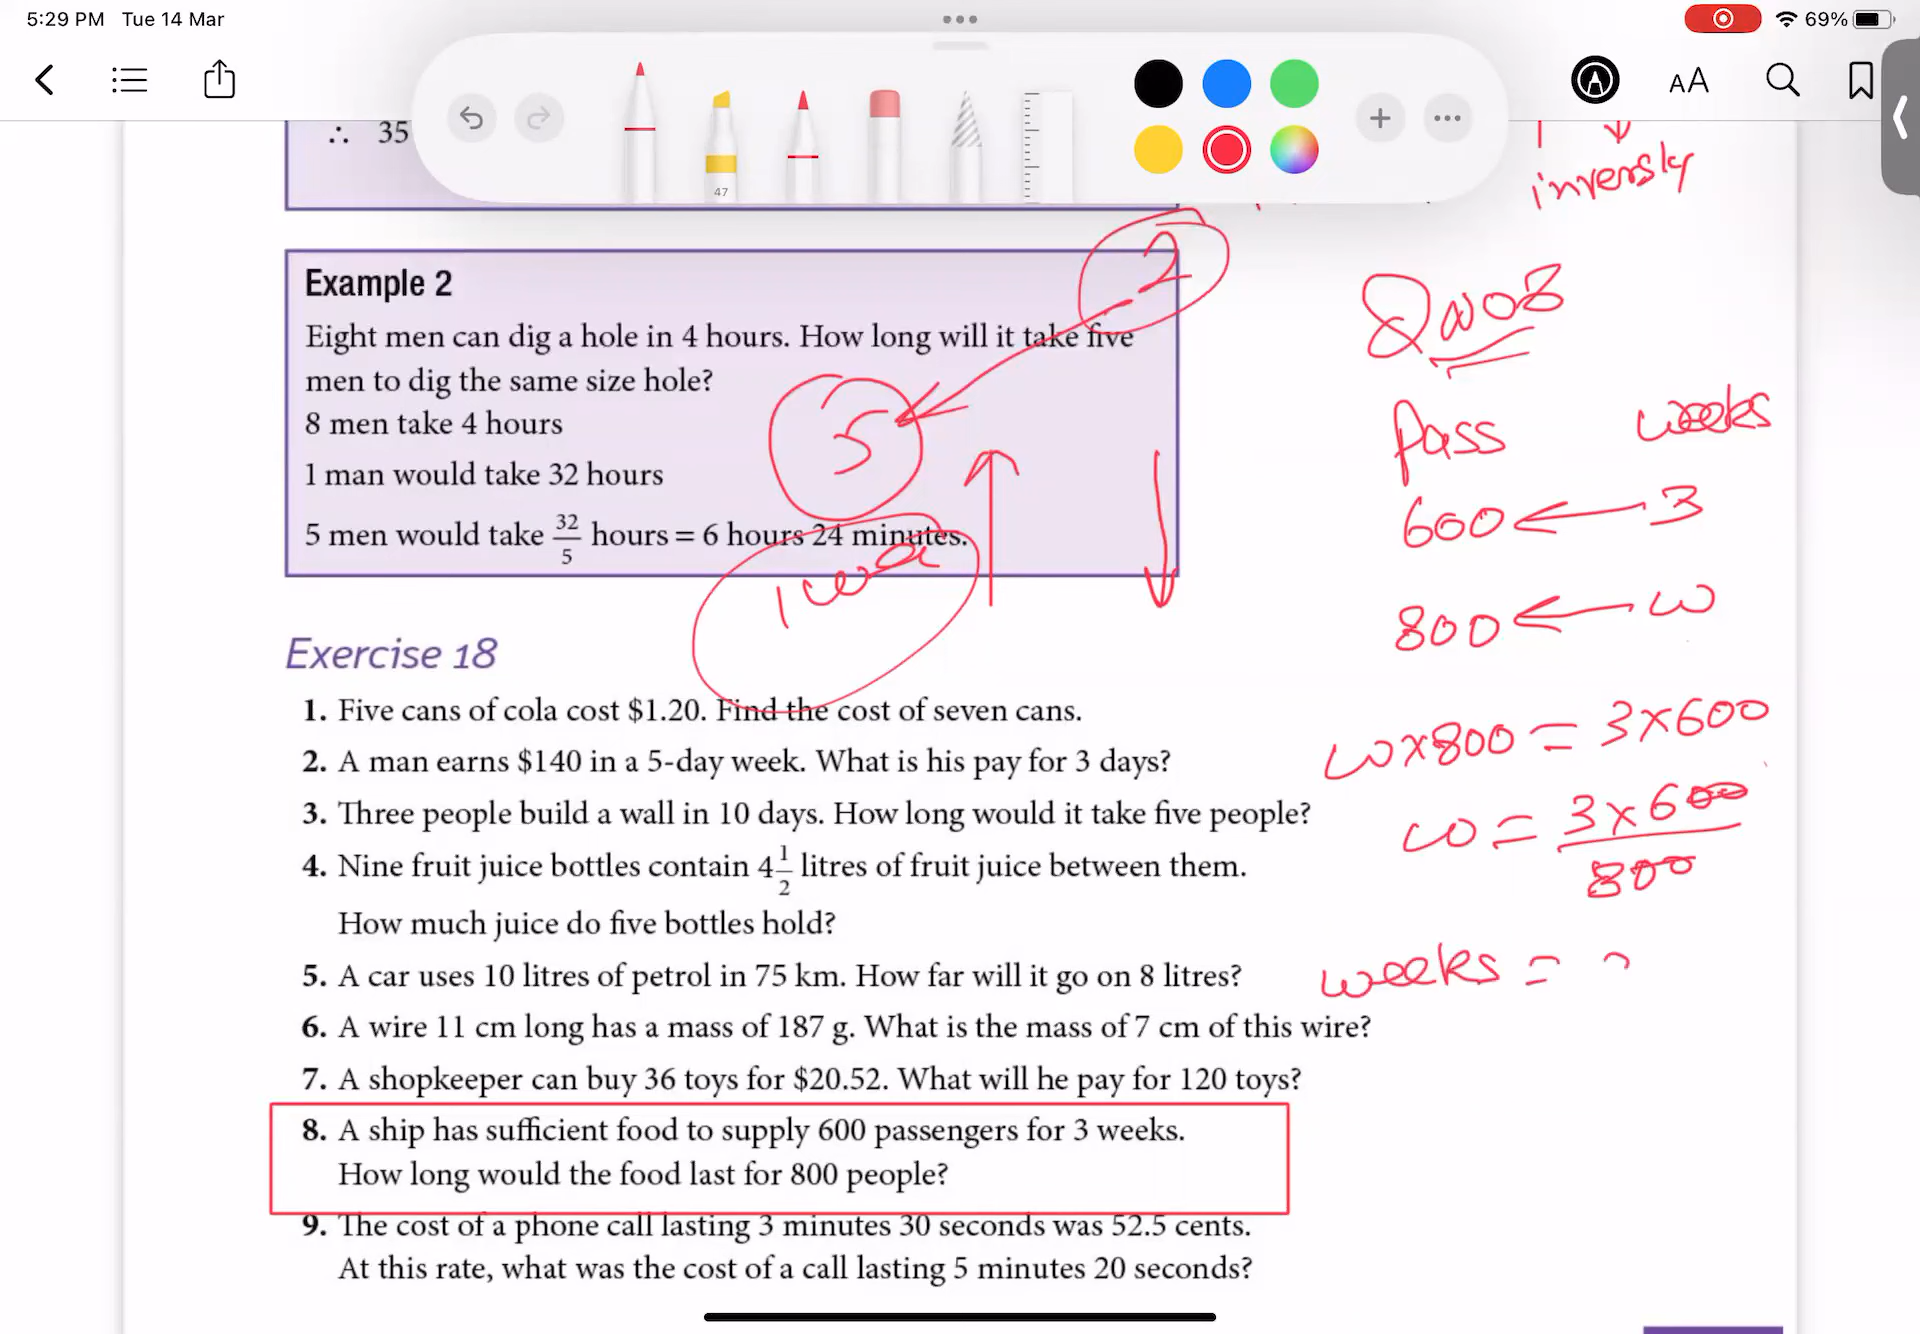 5:29 PM Tue 14 Mar
69%
AA
47
∴ 35
inversly
Example 2
Eight men can dig a hole in 4 hours. How long will it take five
men to dig the same size hole?
8 men take 4 hours
1 man would take 32 hours
5 men would take 32/5 hours = 6 hours 24 minutes.
2
5
Exercise 18
1. Five cans of cola cost $1.20. Find the cost of seven cans.
2. A man earns $140 in a 5-day week. What is his pay for 3 days?
3. Three people build a wall in 10 days. How long would it take five people?
4. Nine fruit juice bottles contain 4 1/2 litres of fruit juice between them.
How much juice do five bottles hold?
5. A car uses 10 litres of petrol in 75 km. How far will it go on 8 litres?
6. A wire 11 cm long has a mass of 187 g. What is the mass of 7 cm of this wire?
7. A shopkeeper can buy 36 toys for $20.52. What will he pay for 120 toys?
8. A ship has sufficient food to supply 600 passengers for 3 weeks.
How long would the food last for 800 people?
9. The cost of a phone call lasting 3 minutes 30 seconds was 52.5 cents.
At this rate, what was the cost of a call lasting 5 minutes 20 seconds?
Pass weeks
600 ← 3
800 ← w
w×800 = 3×600
w = 3×600/800
weeks =